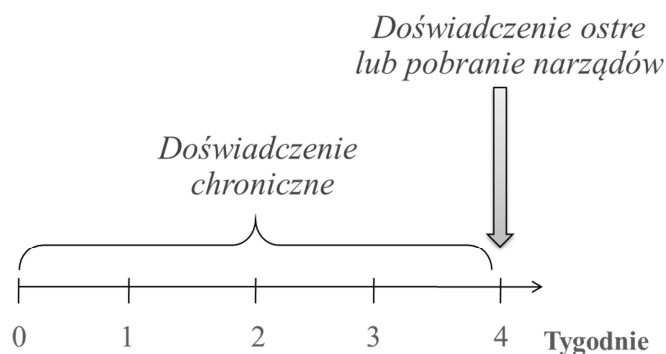 Doświadczenie ostre
lub pobranie narządów
Doświadczenie
chroniczne
0 1 2 3 4 Tygodnie